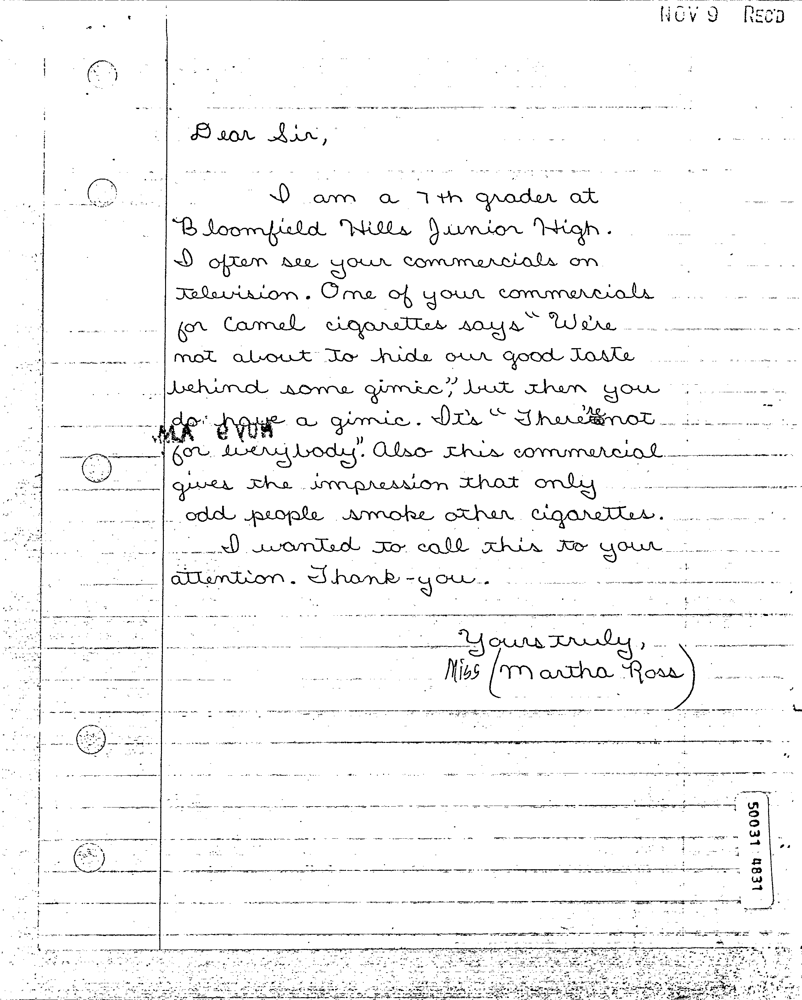 NOV 9 REC'D
Dear Sir,
I am a 7th grader at
Bloomfield Hills Junior High.
I often see your commercials on
television. One of your commercials
for Camel cigarettes says "We're
not about to hide our good taste
behind some gimic", but then you
do have a gimic. It's "They're not
for everybody". Also this commercial
gives the impression that only
odd people smoke other cigarettes.
I wanted to call this to your
attention. Thank-you.
Yours truly,
Miss (Martha Ross)
50031 4831